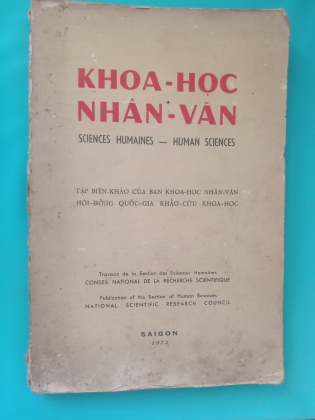 KHOA-HỌC
NHÂN-VĂN
SCIENCES HUMAINES — HUMAN SCIENCES
TẬP BIÊN-KHẢO CỦA BAN KHOA-HỌC NHÂN-VĂN
HỘI-ĐỒNG QUỐC-GIA KHẢO-CỨU KHOA-HỌC
Travaux de la Section des Sciences Humaines
CONSEIL NATIONAL DE LA RECHERCHE SCIENTIFIQUE
Publication of the Section of Human Sciences
NATIONAL SCIENTIFIC RESEARCH COUNCIL
SAIGON